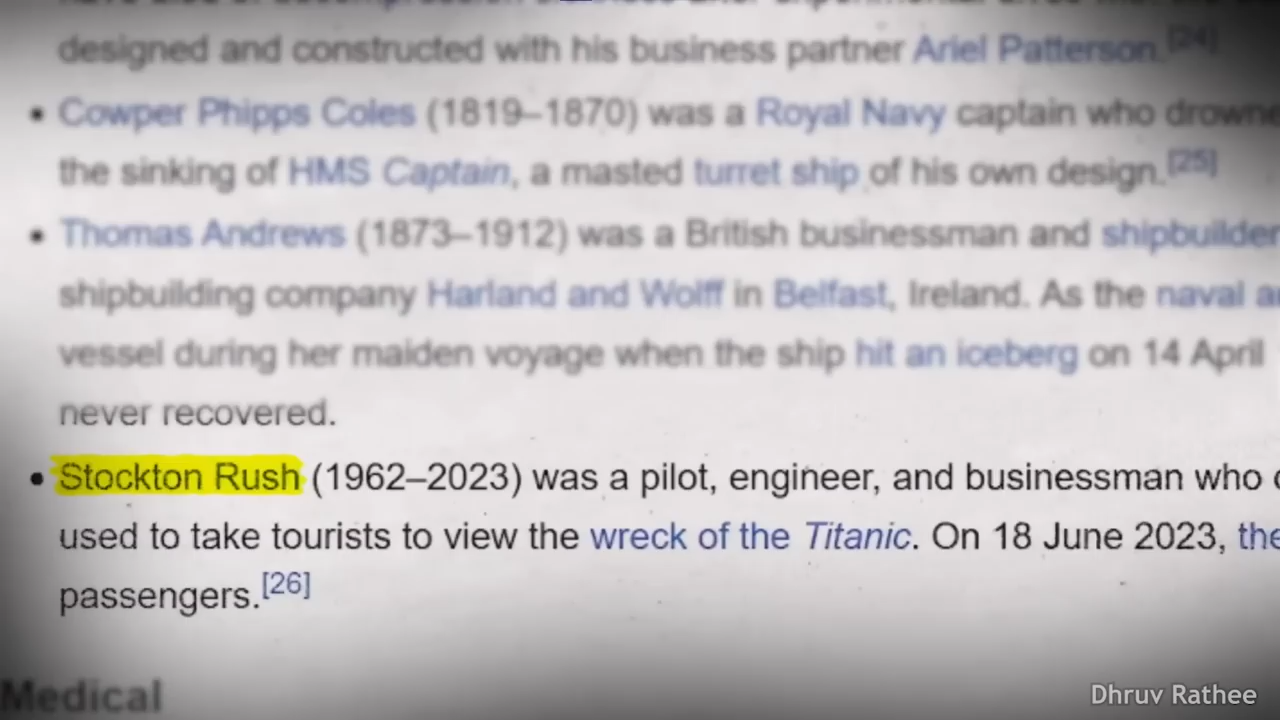 designed and constructed with his business partner Ariel Patterson.[24]
• Cowper Phipps Coles (1819–1870) was a Royal Navy captain who drowne
the sinking of HMS Captain, a masted turret ship of his own design.[25]
• Thomas Andrews (1873–1912) was a British businessman and shipbuilder
shipbuilding company Harland and Wolff in Belfast, Ireland. As the naval a
vessel during her maiden voyage when the ship hit an iceberg on 14 April
never recovered.
• Stockton Rush (1962–2023) was a pilot, engineer, and businessman who
used to take tourists to view the wreck of the Titanic. On 18 June 2023, the
passengers.[26]
Medical
Dhruv Rathee